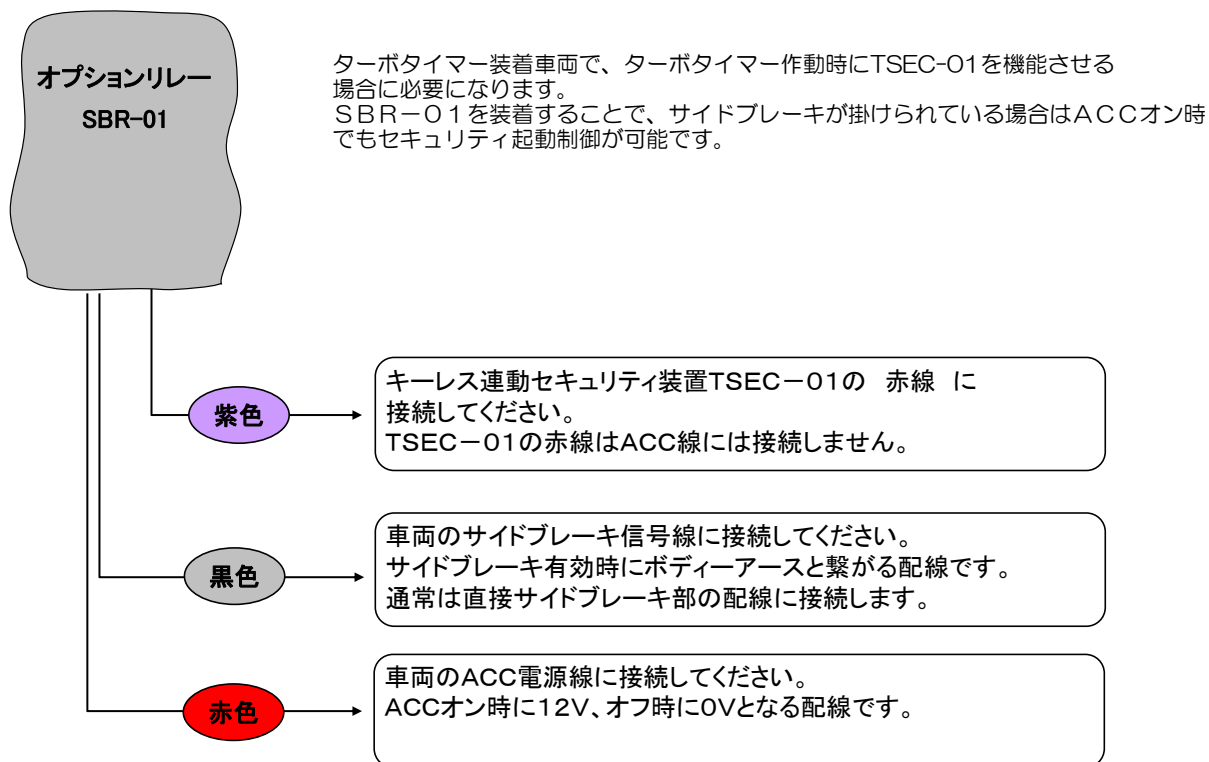 オプションリレー
SBR-01
ターボタイマー装着車両で、ターボタイマー作動時にTSEC-01を機能させる
場合に必要になります。
ＳＢＲ－０１を装着することで、サイドブレーキが掛けられている場合はＡＣＣオン時
でもセキュリティ起動制御が可能です。
紫色
キーレス連動セキュリティ装置TSEC－01の　赤線　に
接続してください。
TSEC－01の赤線はACC線には接続しません。
黒色
車両のサイドブレーキ信号線に接続してください。
サイドブレーキ有効時にボディーアースと繋がる配線です。
通常は直接サイドブレーキ部の配線に接続します。
赤色
車両のACC電源線に接続してください。
ACCオン時に12V、オフ時に0Vとなる配線です。